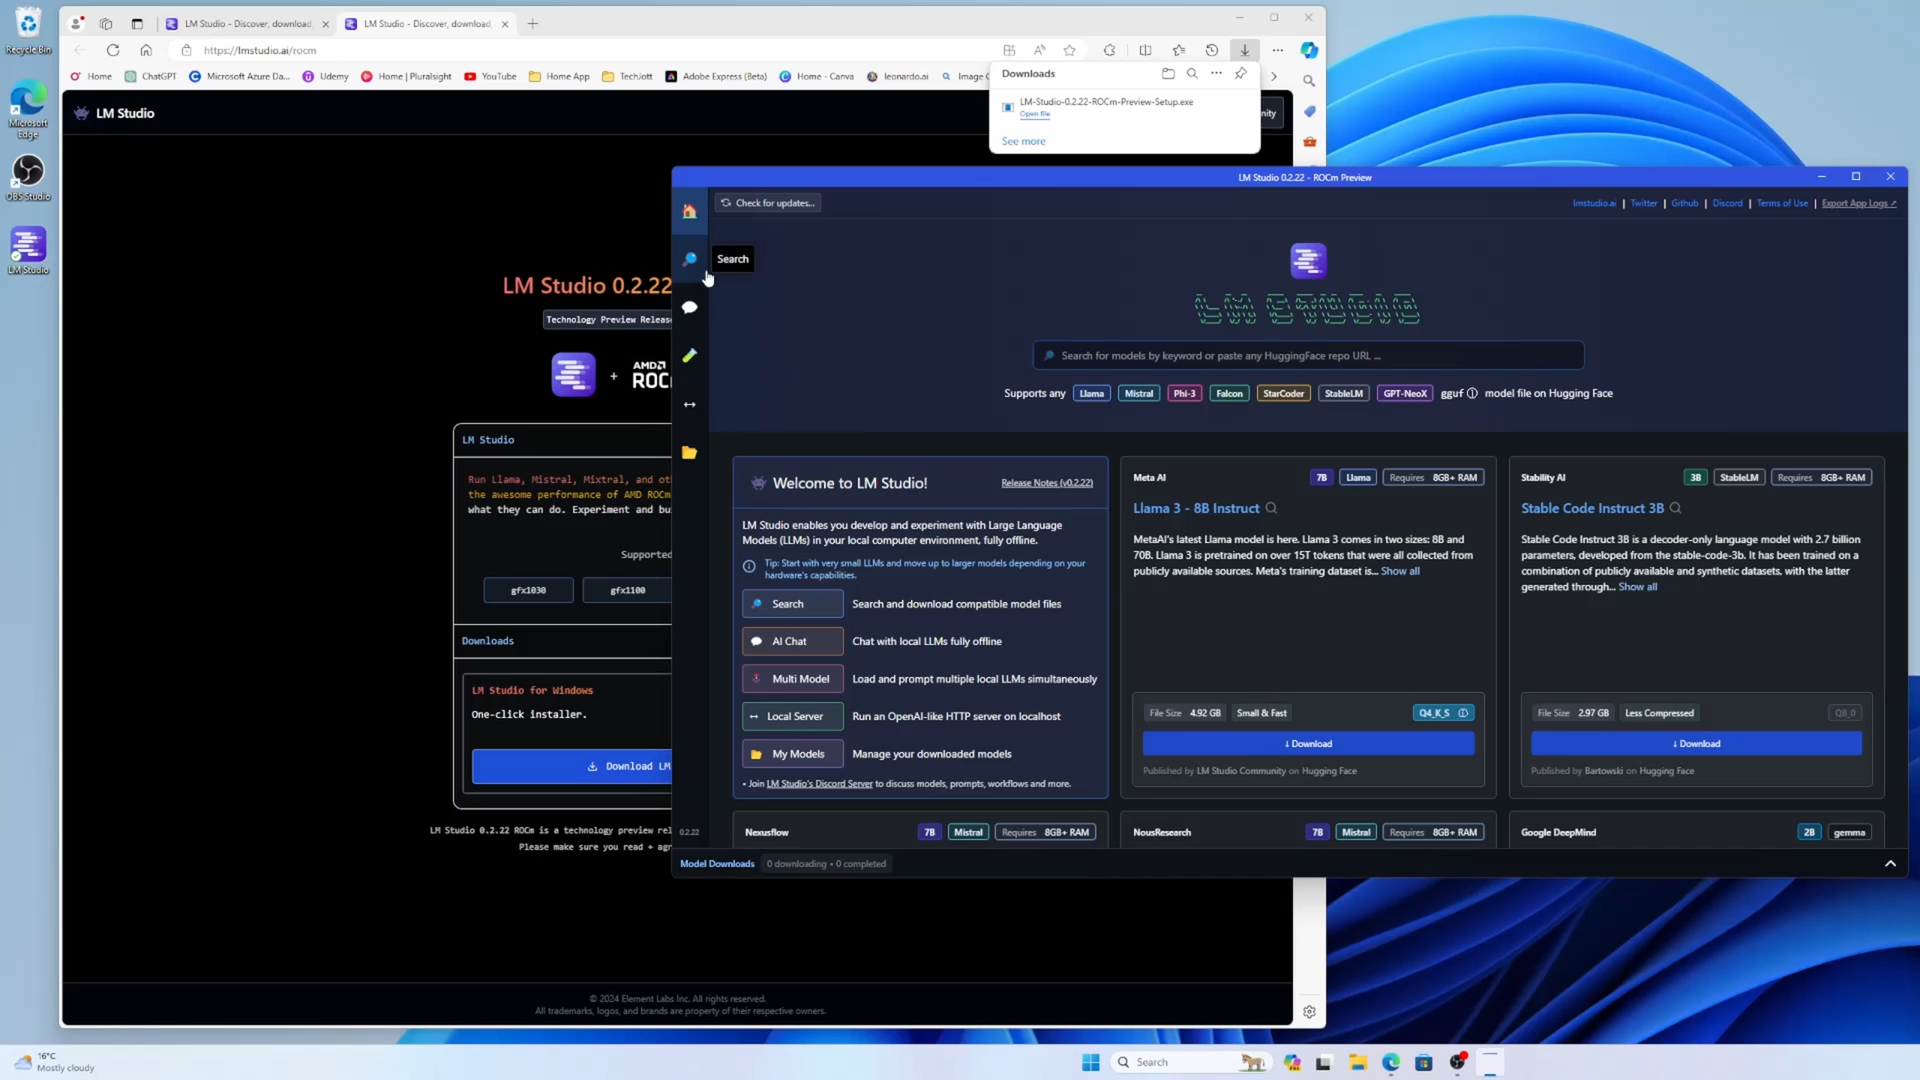 Recycle Bin
Microsoft Edge
OBS Studio
LM Studio
LM Studio - Discover, download,
LM Studio - Discover, download,
https://lmstudio.ai/rocm
Home
ChatGPT
Microsoft Azure Da...
Udemy
Home | Pluralsight
YouTube
Home App
TechJott
Adobe Express (Beta)
Home - Canva
leonardo.ai
Image
Downloads
LM-Studio-0.2.22-ROCm-Preview-Setup.exe
Open file
See more
LM Studio
nity
LM Studio 0.2.22
Technology Preview Releas
+
AMD
ROC
LM Studio
Run Llama, Mistral, Mixtral, and ot
the awesome performance of AMD ROCm
what they can do. Experiment and bu
Supported
gfx1030
gfx1100
Downloads
LM Studio for Windows
One-click installer.
Download LM
LM Studio 0.2.22 ROCm is a technology preview rel
Please make sure you read + agr
© 2024 Element Labs Inc. All rights reserved.
All trademarks, logos, and brands are property of their respective owners.
LM Studio 0.2.22 - ROCm Preview
Check for updates...
lmstudio.ai | Twitter | Github | Discord | Terms of Use | Export App Logs
Search
LM STUDIO
Search for models by keyword or paste any HuggingFace repo URL ...
Supports any Llama Mistral Phi-3 Falcon StarCoder StableLM GPT-NeoX gguf model file on Hugging Face
Welcome to LM Studio!
Release Notes (v0.2.22)
LM Studio enables you develop and experiment with Large Language
Models (LLMs) in your local computer environment, fully offline.
Tip: Start with very small LLMs and move up to larger models depending on your
hardware's capabilities.
Search
Search and download compatible model files
AI Chat
Chat with local LLMs fully offline
Multi Model
Load and prompt multiple local LLMs simultaneously
Local Server
Run an OpenAI-like HTTP server on localhost
My Models
Manage your downloaded models
• Join LM Studio's Discord Server to discuss models, prompts, workflows and more.
Meta AI
7B Llama Requires 8GB+ RAM
Llama 3 - 8B Instruct
MetaAI's latest Llama model is here. Llama 3 comes in two sizes: 8B and
70B. Llama 3 is pretrained on over 15T tokens that were all collected from
publicly available sources. Meta's training dataset is... Show all
File Size 4.92 GB Small & Fast Q4_K_S
↓ Download
Published by LM Studio Community on Hugging Face
Stability AI
3B StableLM Requires 8GB+ RAM
Stable Code Instruct 3B
Stable Code Instruct 3B is a decoder-only language model with 2.7 billion
parameters, developed from the stable-code-3b. It has been trained on a
combination of publicly available and synthetic datasets, with the latter
generated through... Show all
File Size 2.97 GB Less Compressed Q8_0
↓ Download
Published by Bartowski on Hugging Face
Nexusflow
7B Mistral Requires 8GB+ RAM
NousResearch
7B Mistral Requires 8GB+ RAM
Google DeepMind
2B gemma
0.2.22
Model Downloads 0 downloading • 0 completed
16°C
Mostly cloudy
Search